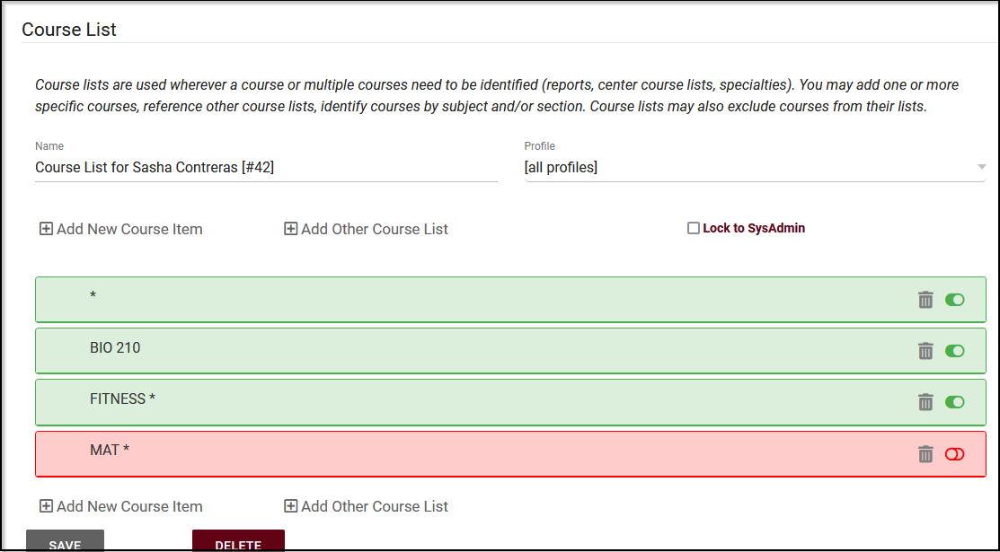 Course List
Course lists are used wherever a course or multiple courses need to be identified (reports, center course lists, specialties). You may add one or more
specific courses, reference other course lists, identify courses by subject and/or section. Course lists may also exclude courses from their lists.
Name
Profile
Course List for Sasha Contreras [#42]
[all profiles]
Add New Course Item
Add Other Course List
Lock to SysAdmin
*
BIO 210
FITNESS *
MAT *
Add New Course Item
Add Other Course List
SAVE
DELETE